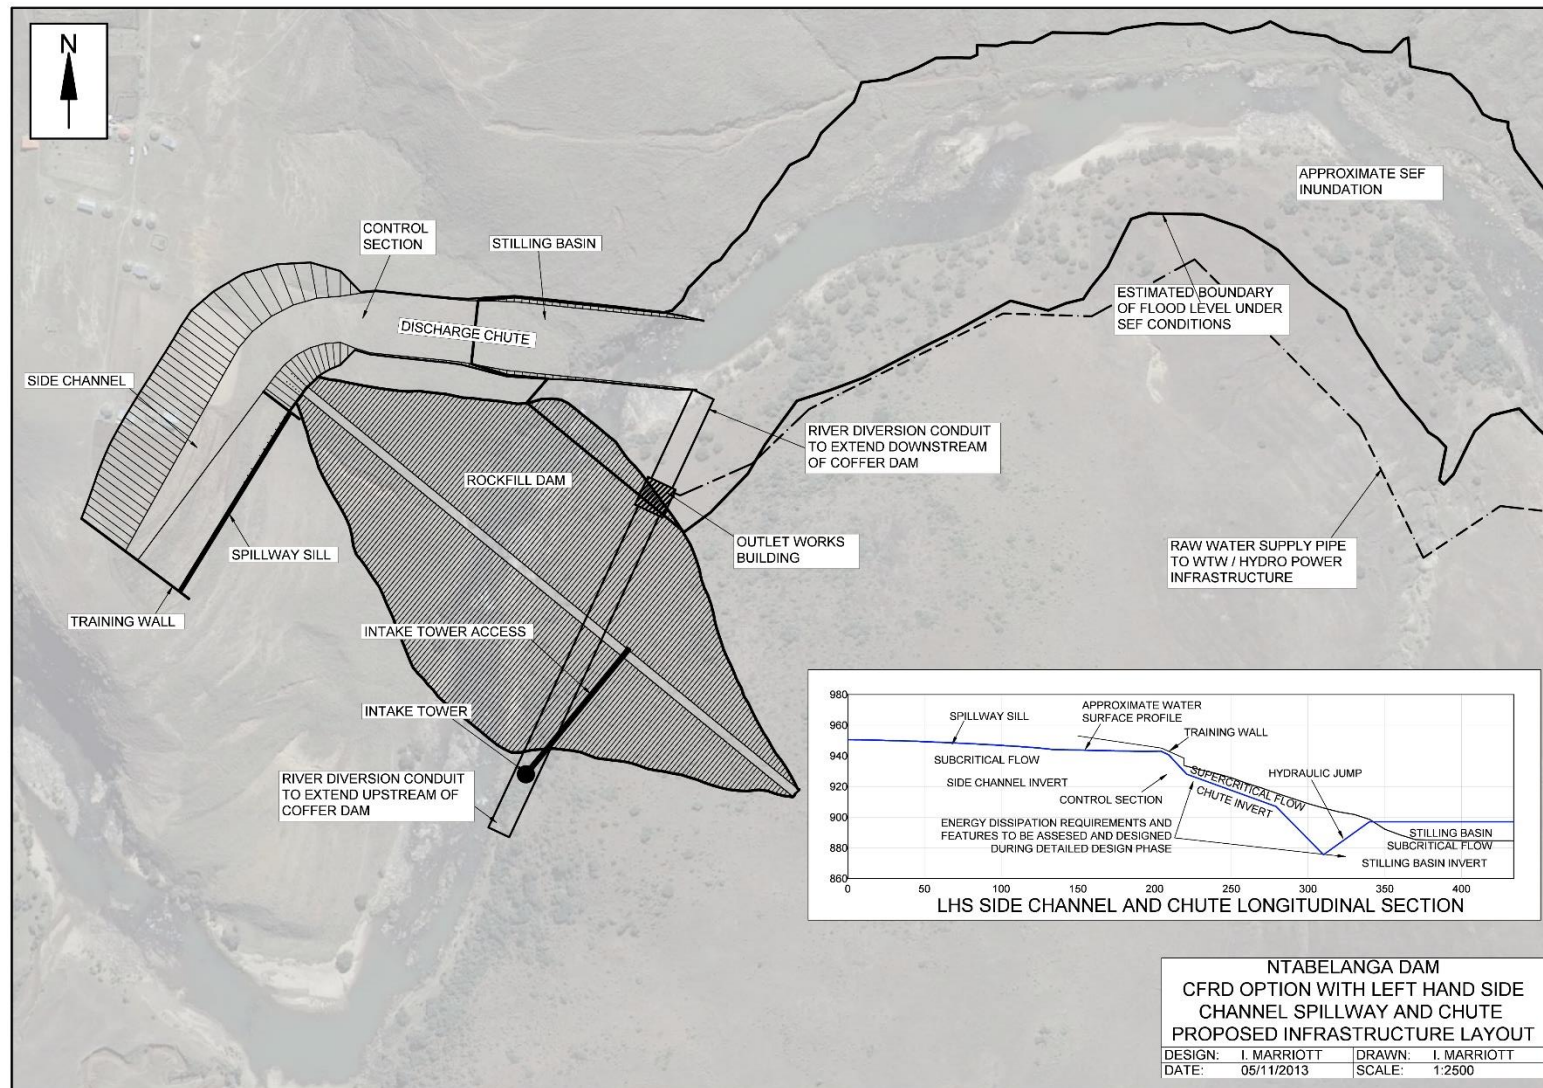 N
APPROXIMATE SEF
INUNDATION
CONTROL
SECTION
STILLING BASIN
ESTIMATED BOUNDARY
OF FLOOD LEVEL UNDER
SEF CONDITIONS
DISCHARGE CHUTE
SIDE CHANNEL
RIVER DIVERSION CONDUIT
TO EXTEND DOWNSTREAM
OF COFFER DAM
ROCKFILL DAM
OUTLET WORKS
BUILDING
SPILLWAY SILL
RAW WATER SUPPLY PIPE
TO WTW / HYDRO POWER
INFRASTRUCTURE
TRAINING WALL
INTAKE TOWER ACCESS
INTAKE TOWER
RIVER DIVERSION CONDUIT
TO EXTEND UPSTREAM OF
COFFER DAM
980
960
940
920
900
880
860
SPILLWAY SILL
APPROXIMATE WATER
SURFACE PROFILE
TRAINING WALL
SUBCRITICAL FLOW
SIDE CHANNEL INVERT
CONTROL SECTION
SUPERCRITICAL FLOW
CHUTE INVERT
HYDRAULIC JUMP
ENERGY DISSIPATION REQUIREMENTS AND
FEATURES TO BE ASSESED AND DESIGNED
DURING DETAILED DESIGN PHASE
STILLING BASIN
SUBCRITICAL FLOW
STILLING BASIN INVERT
0 50 100 150 200 250 300 350 400
LHS SIDE CHANNEL AND CHUTE LONGITUDINAL SECTION
NTABELANGA DAM
CFRD OPTION WITH LEFT HAND SIDE
CHANNEL SPILLWAY AND CHUTE
PROPOSED INFRASTRUCTURE LAYOUT
DESIGN: I. MARRIOTT DRAWN: I. MARRIOTT
DATE: 05/11/2013 SCALE: 1:2500